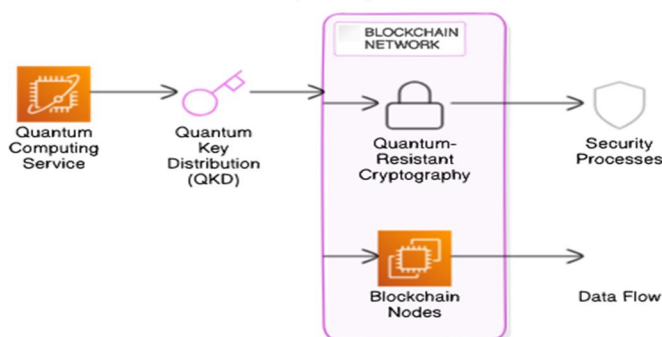 BLOCKCHAIN
NETWORK
Quantum
Computing
Service
Quantum
Key
Distribution
(QKD)
Quantum-
Resistant
Cryptography
Security
Processes
Blockchain
Nodes
Data Flow